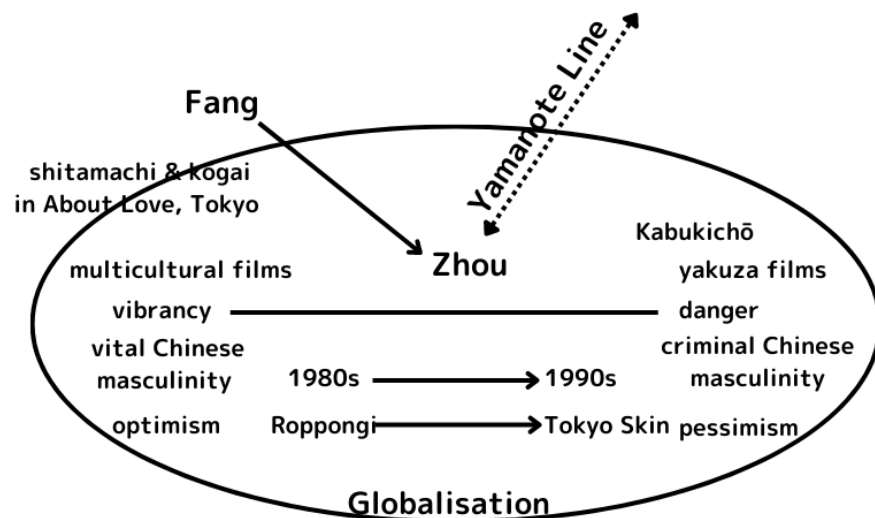 Yamanote Line
Fang
shitamachi & kōgai
in About Love, Tokyo
Zhou
Kabukichō
multicultural films
yakuza films
vibrancy
danger
vital Chinese
masculinity
criminal Chinese
masculinity
1980s
1990s
optimism
Roppongi
Tokyo Skin
pessimism
Globalisation